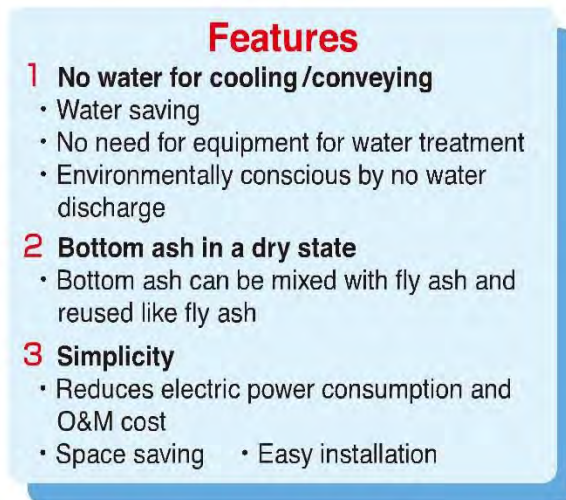 Features
1 No water for cooling/conveying
・Water saving
・No need for equipment for water treatment
・Environmentally conscious by no water
discharge
2 Bottom ash in a dry state
・Bottom ash can be mixed with fly ash and
reused like fly ash
3 Simplicity
・Reduces electric power consumption and
O&M cost
・Space saving ・Easy installation